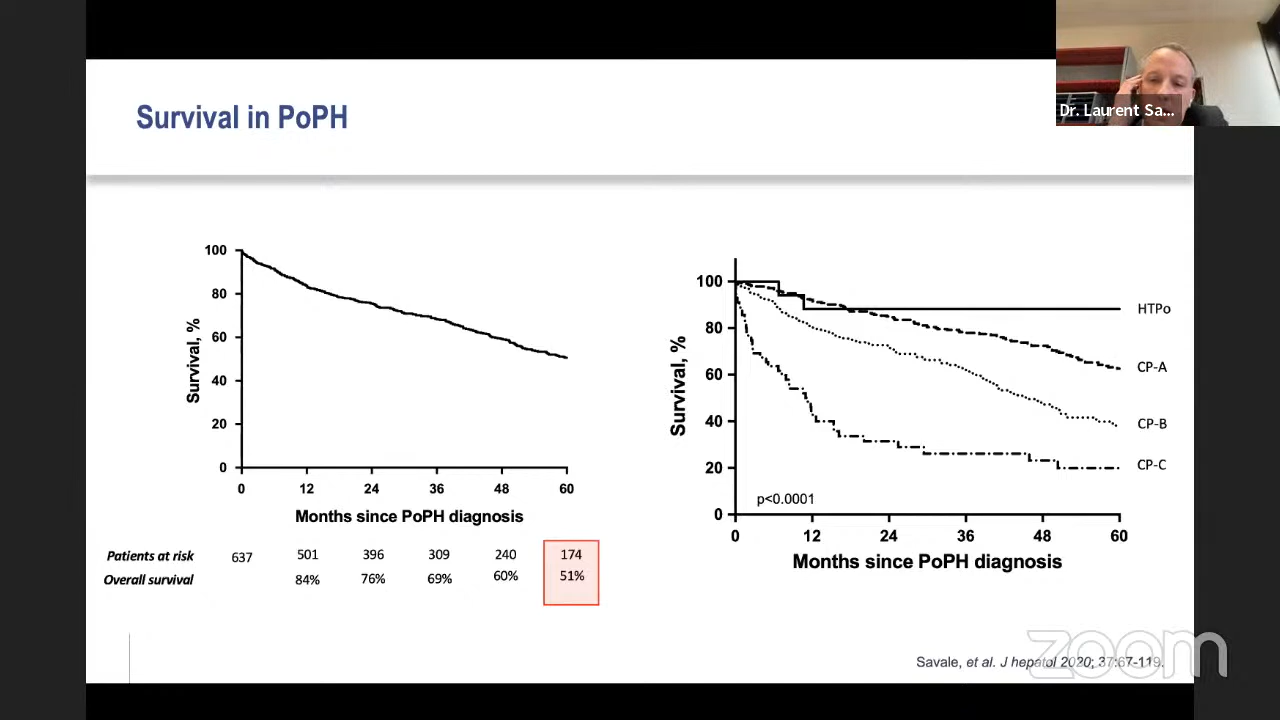 Survival in PoPH
Dr. Laurent Sa...
100
80
60
40
20
0
Survival, %
0 12 24 36 48 60
Months since PoPH diagnosis
Patients at risk 637 501 396 309 240 174
Overall survival 84% 76% 69% 60% 51%
100
80
60
40
20
0
Survival, %
HTPo
CP-A
CP-B
CP-C
p<0.0001
0 12 24 36 48 60
Months since PoPH diagnosis
Savale, et al. J hepatol 2020; 37:67-119.
zoom